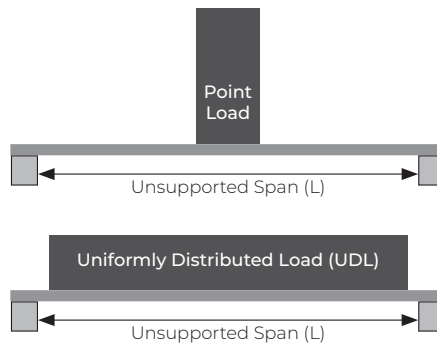 Point
Load
Unsupported Span (L)
Uniformly Distributed Load (UDL)
Unsupported Span (L)